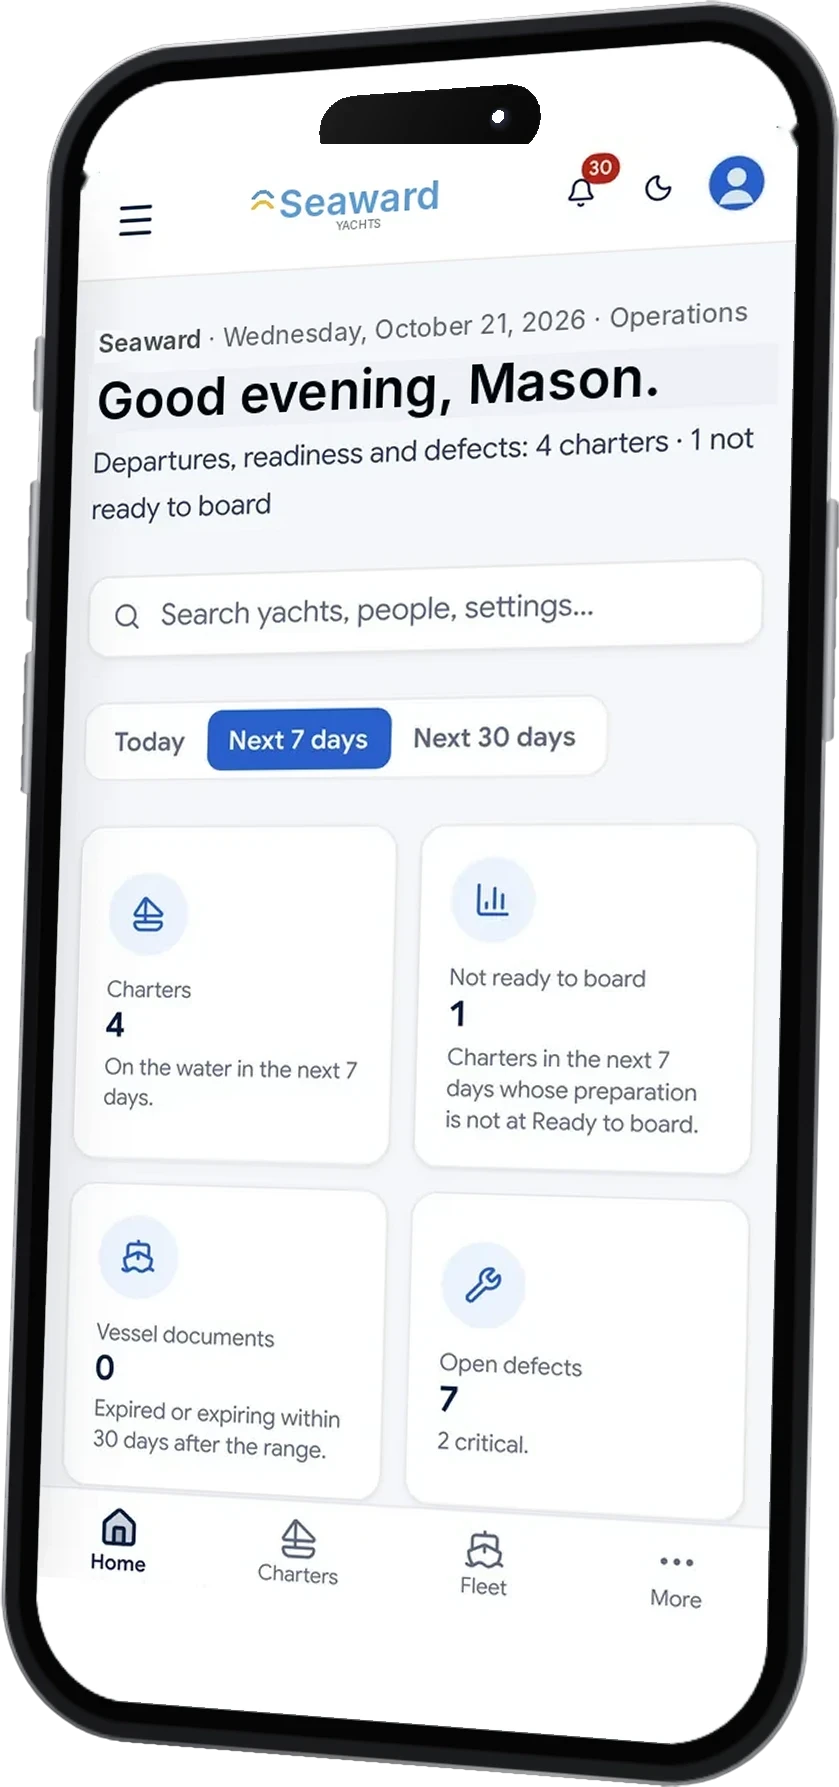 30
Seaward
YACHTS
Seaward · Wednesday, October 21, 2026 · Operations
Good evening, Mason.
Departures, readiness and defects: 4 charters · 1 not
ready to board
Search yachts, people, settings...
Today Next 7 days Next 30 days
Charters
4
On the water in the next 7
days.
Not ready to board
1
Charters in the next 7
days whose preparation
is not at Ready to board.
Vessel documents
0
Expired or expiring within
30 days after the range.
Open defects
7
2 critical.
Home
Charters
Fleet
More